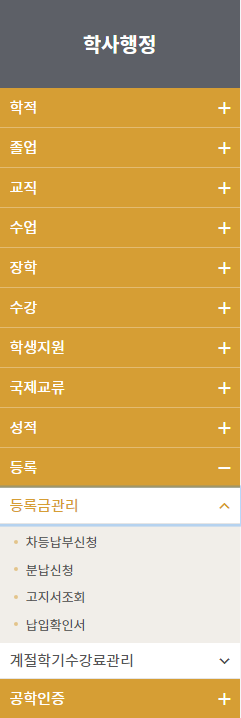 학사행정
학적
졸업
교직
수업
장학
수강
학생지원
국제교류
성적
등록
등록금관리
차등납부신청
분납신청
고지서조회
납입확인서
계절학기수강료관리
공학인증